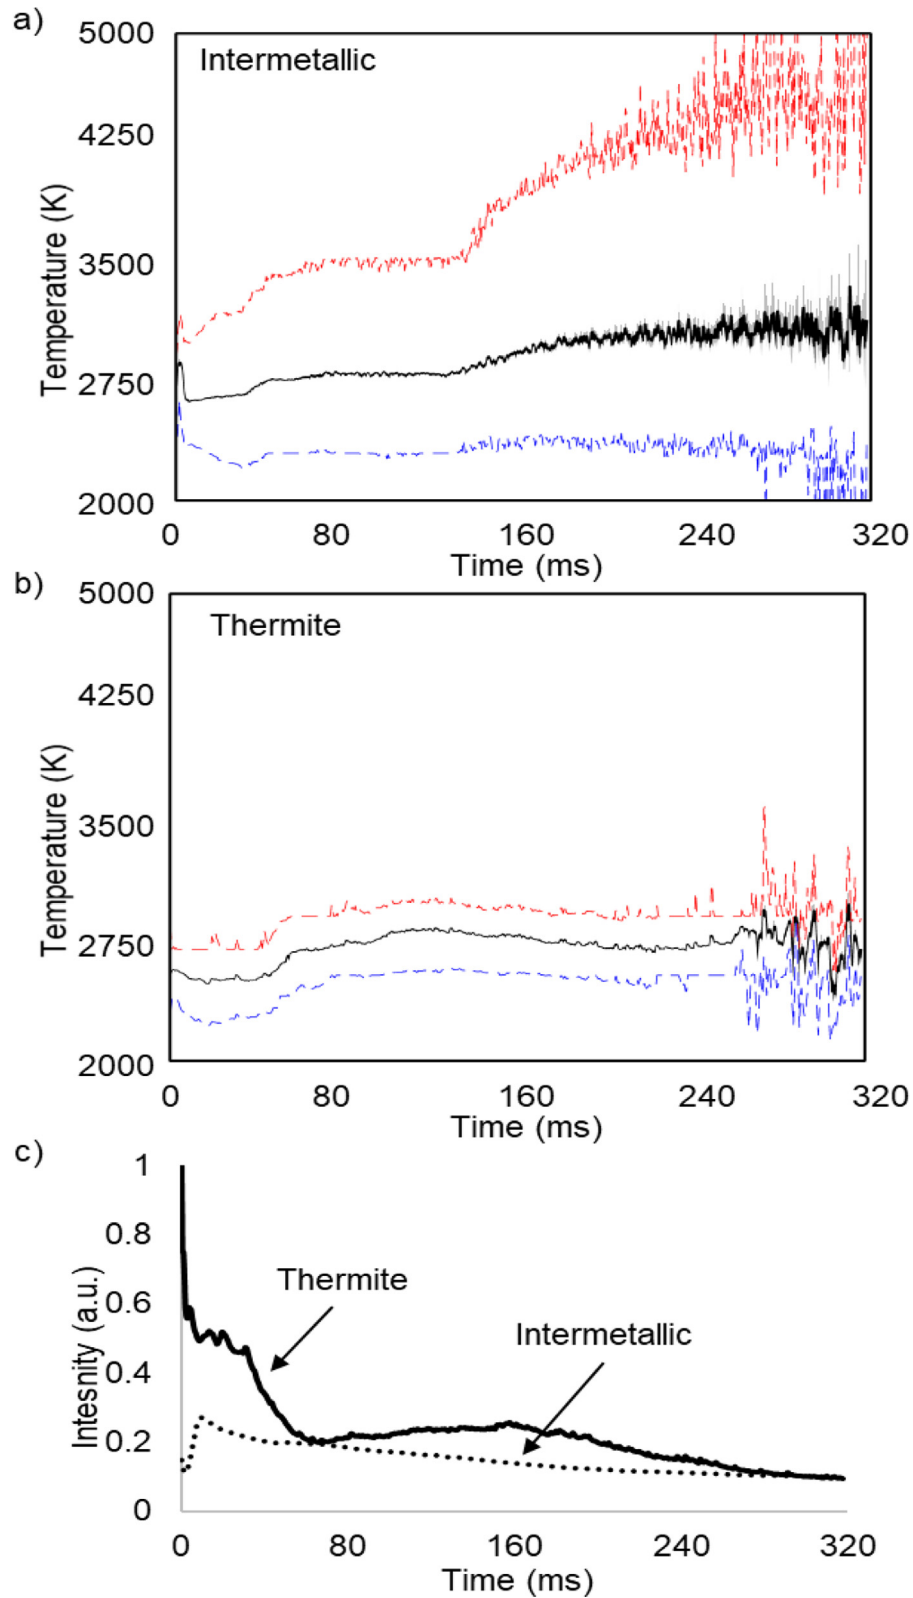 a)
5000
Intermetallic
4250
3500
2750
2000
Temperature (K)
0 80 160 240 320
Time (ms)
b)
5000
Thermite
4250
3500
2750
2000
Temperature (K)
0 80 160 240 320
Time (ms)
c)
1
0.8
Thermite
0.6
Intermetallic
0.4
0.2
0
Intesnity (a.u.)
0 80 160 240 320
Time (ms)